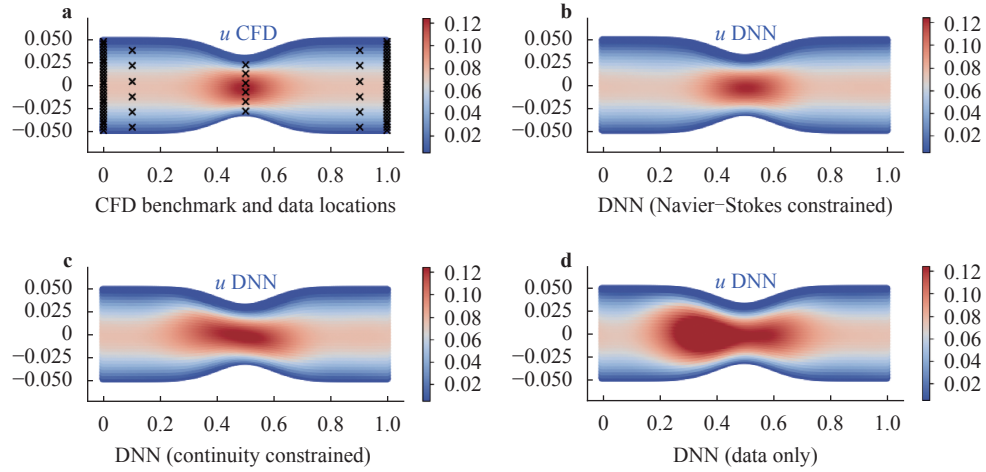 a
u CFD
0.050
0.025
0
−0.025
−0.050
0 0.2 0.4 0.6 0.8 1.0
0.12
0.10
0.08
0.06
0.04
0.02
CFD benchmark and data locations
b
u DNN
0.050
0.025
0
−0.025
−0.050
0 0.2 0.4 0.6 0.8 1.0
0.12
0.10
0.08
0.06
0.04
0.02
DNN (Navier−Stokes constrained)
c
u DNN
0.050
0.025
0
−0.025
−0.050
0 0.2 0.4 0.6 0.8 1.0
0.12
0.10
0.08
0.06
0.04
0.02
DNN (continuity constrained)
d
u DNN
0.050
0.025
0
−0.025
−0.050
0 0.2 0.4 0.6 0.8 1.0
0.12
0.10
0.08
0.06
0.04
0.02
DNN (data only)